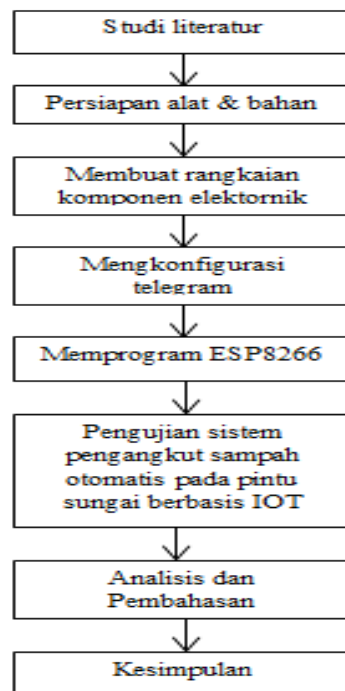 Studi literatur
Persiapan alat & bahan
Membuat rangkaian
komponen elektornik
Mengkonfigurasi
telegram
Memprogram ESP8266
Pengujian sistem
pengangkut sampah
otomatis pada pintu
sungai berbasis IOT
Analisis dan
Pembahasan
Kesimpulan